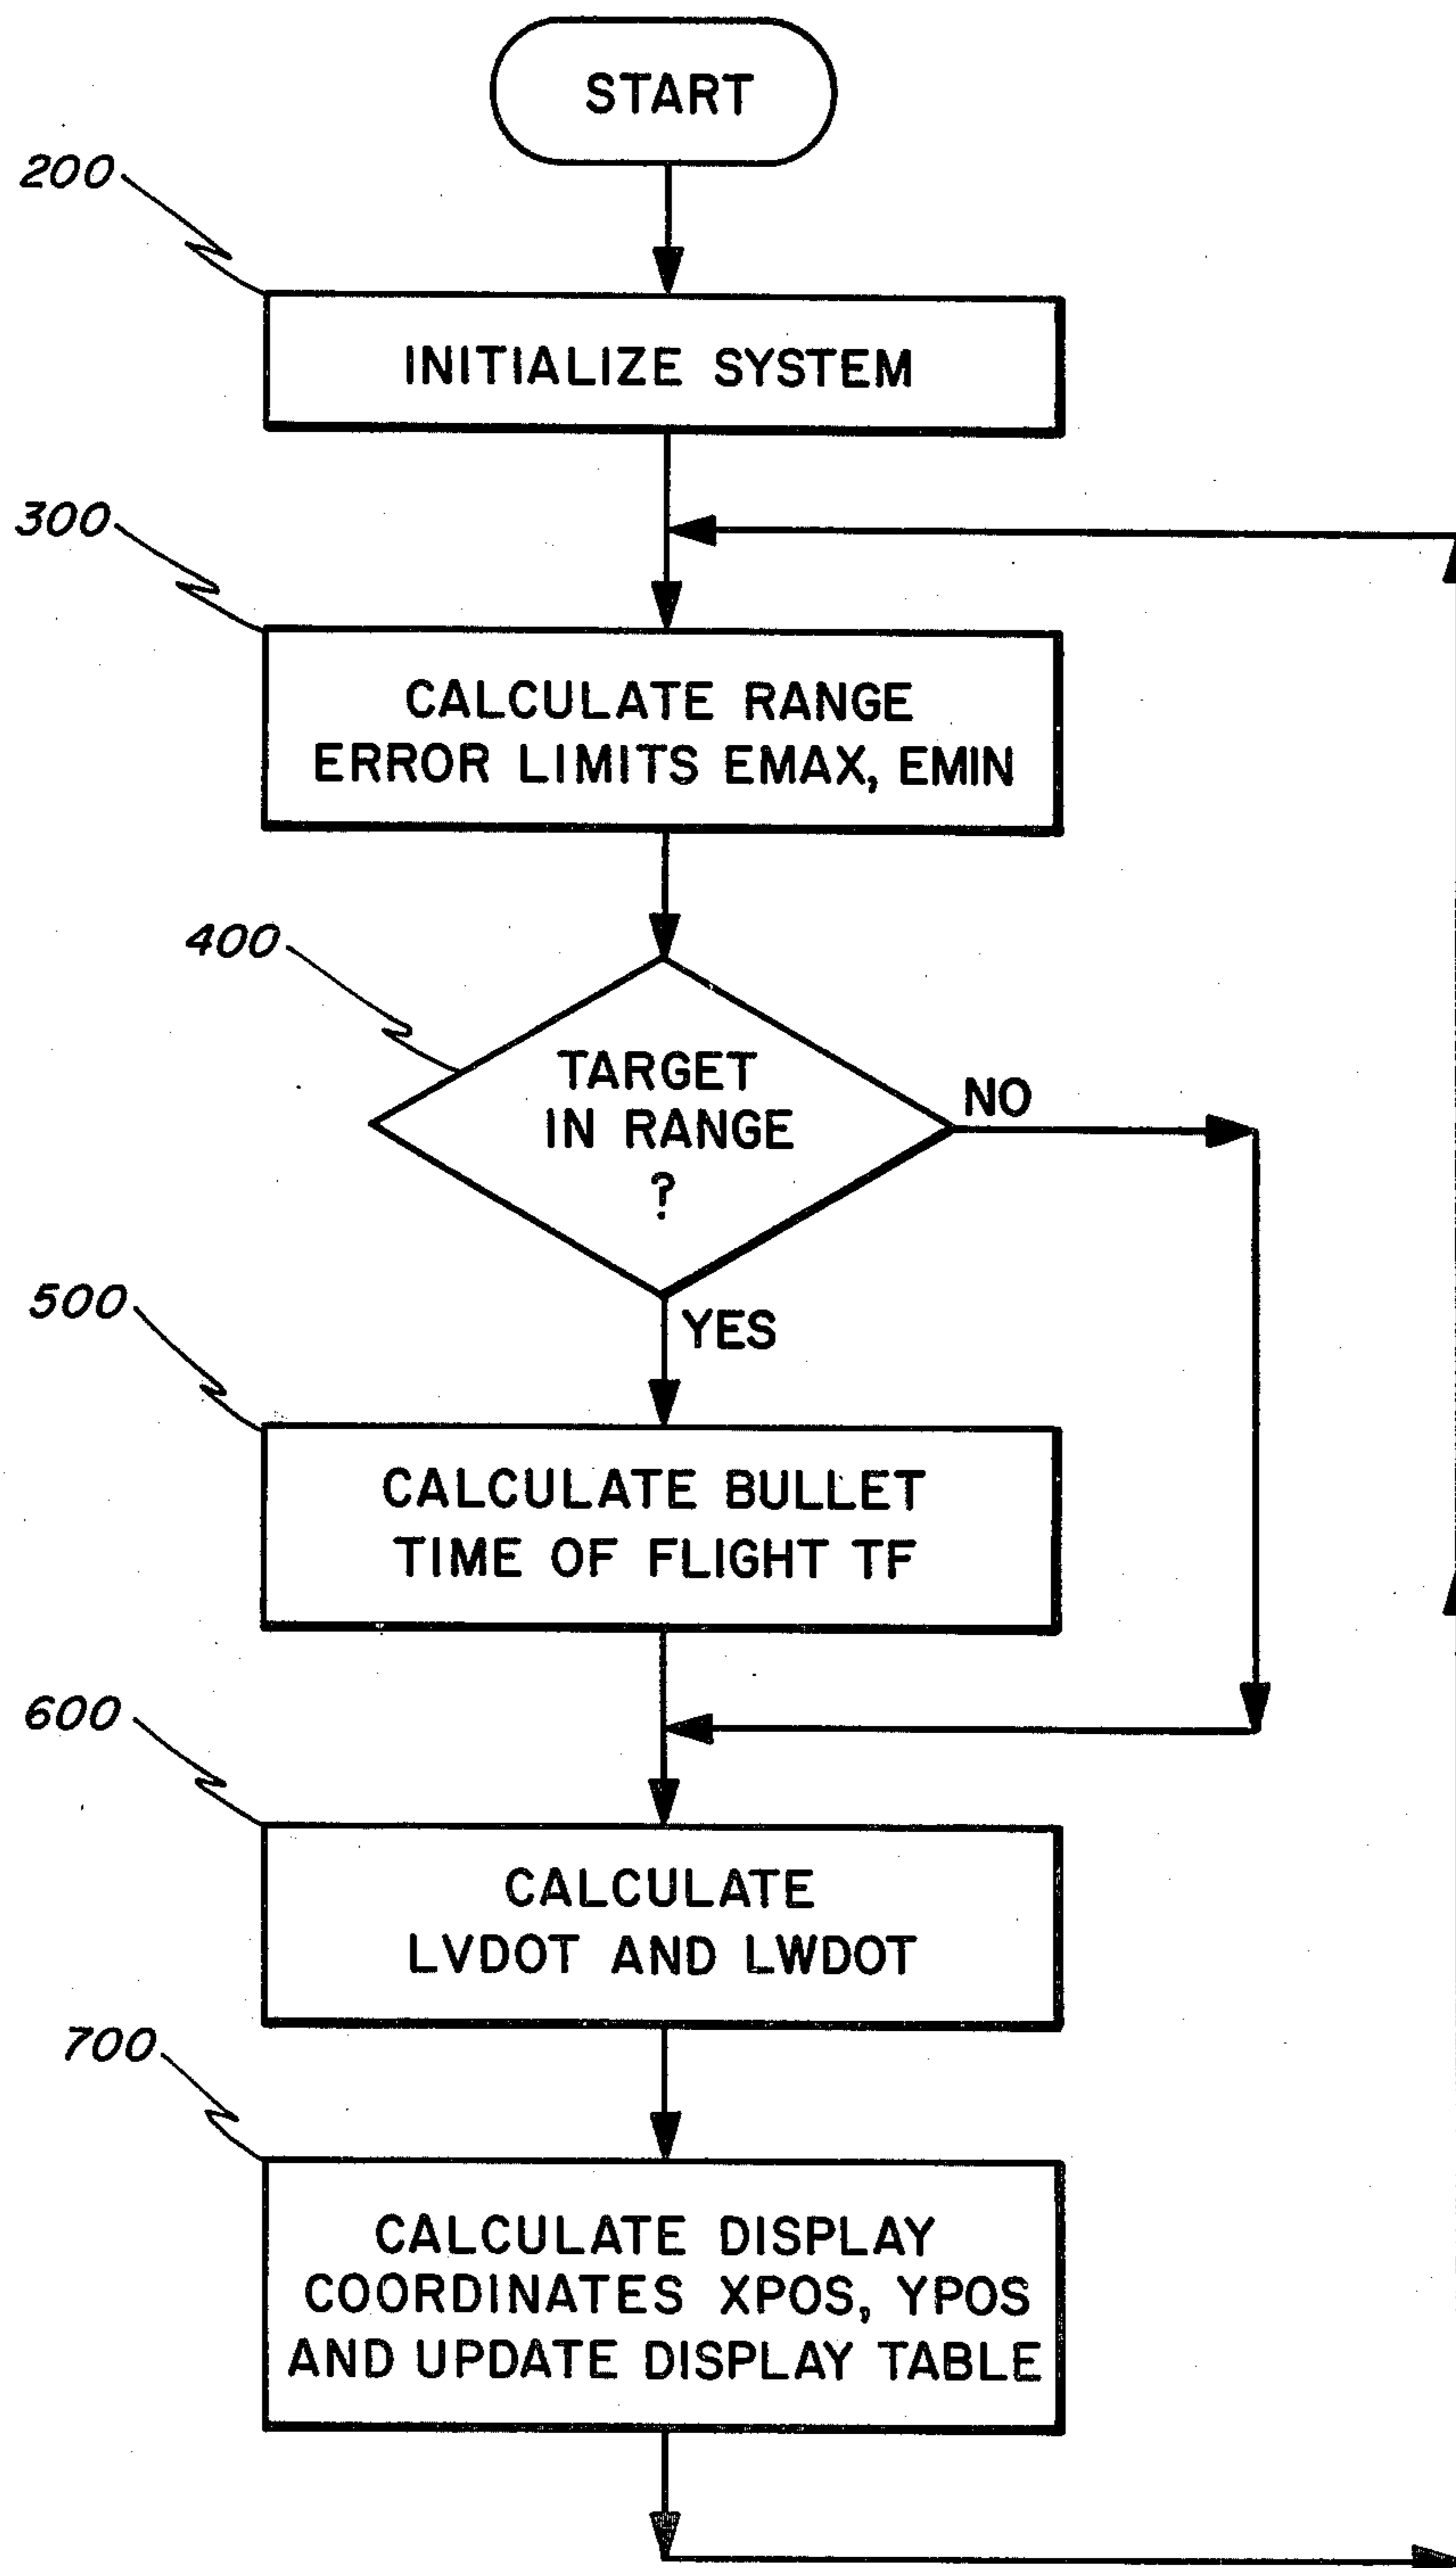 START
200
INITIALIZE SYSTEM
300
CALCULATE RANGE
ERROR LIMITS EMAX, EMIN
400
TARGET
IN RANGE
?
NO
YES
500
CALCULATE BULLET
TIME OF FLIGHT TF
600
CALCULATE
LVDOT AND LWDOT
700
CALCULATE DISPLAY
COORDINATES XPOS, YPOS
AND UPDATE DISPLAY TABLE